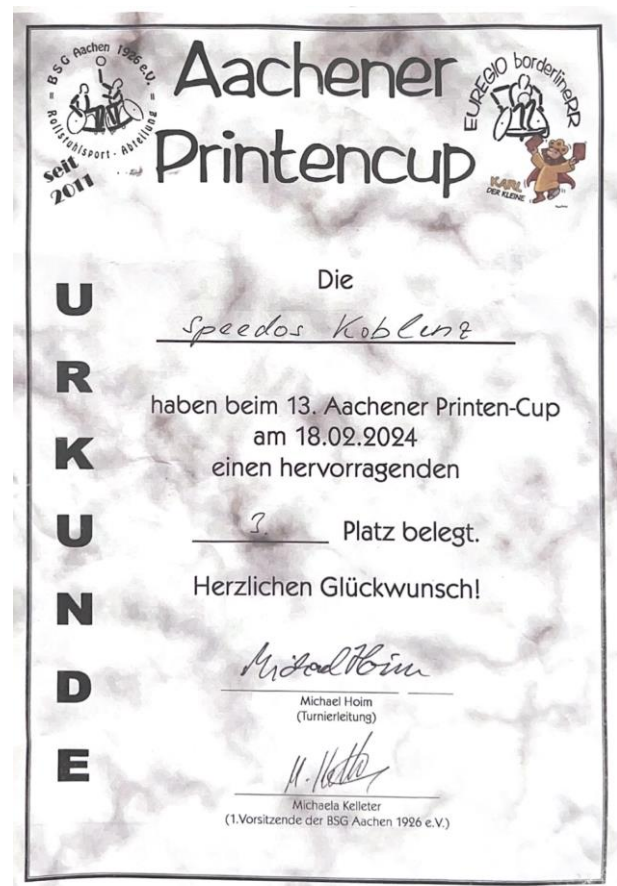 BSG Aachen 1926 e.V.
Rollstuhlsport-Abteilung
seit
2011
Aachener
Printencup
EUREGIO borderlineRR
KARL
DER KLEINE
URKUNDE
Die
Speedos Koblenz
haben beim 13. Aachener Printen-Cup
am 18.02.2024
einen hervorragenden
3. Platz belegt.
Herzlichen Glückwunsch!
Michael Hoim
Michael Hoim
(Turnierleitung)
M. Kelleter
Michaela Kelleter
(1.Vorsitzende der BSG Aachen 1926 e.V.)